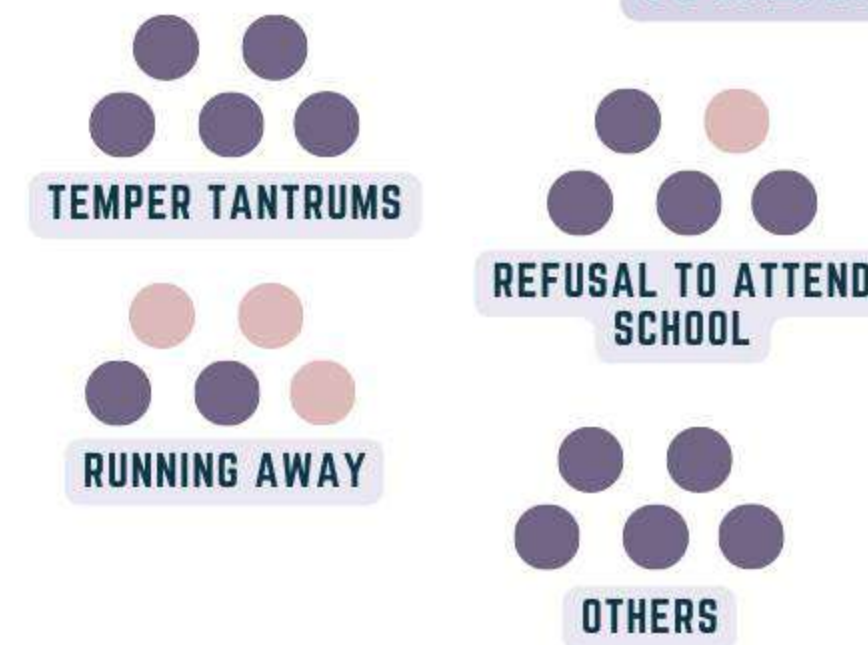 TEMPER TANTRUMS
REFUSAL TO ATTEND
SCHOOL
RUNNING AWAY
OTHERS